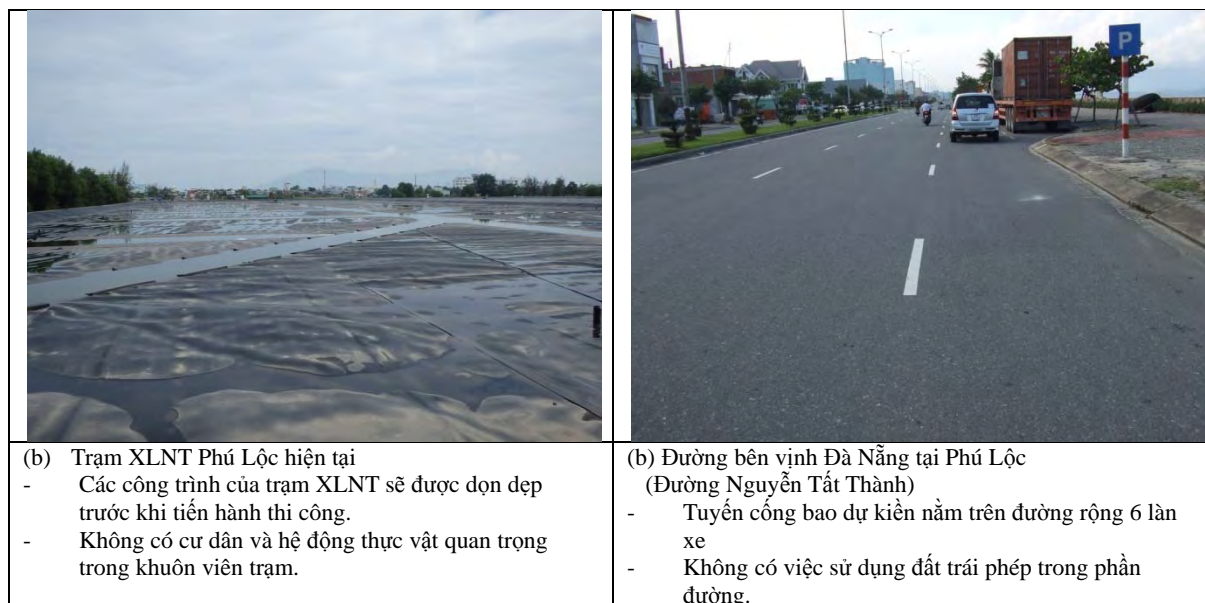 P
(b) Trạm XLNT Phú Lộc hiện tại
- Các công trình của trạm XLNT sẽ được dọn dẹp
trước khi tiến hành thi công.
- Không có cư dân và hệ động thực vật quan trọng
trong khuôn viên trạm.
(b) Đường bên vịnh Đà Nẵng tại Phú Lộc
(Đường Nguyễn Tất Thành)
- Tuyến cống bao dự kiền nằm trên đường rộng 6 làn
xe
- Không có việc sử dụng đất trái phép trong phần
đường.